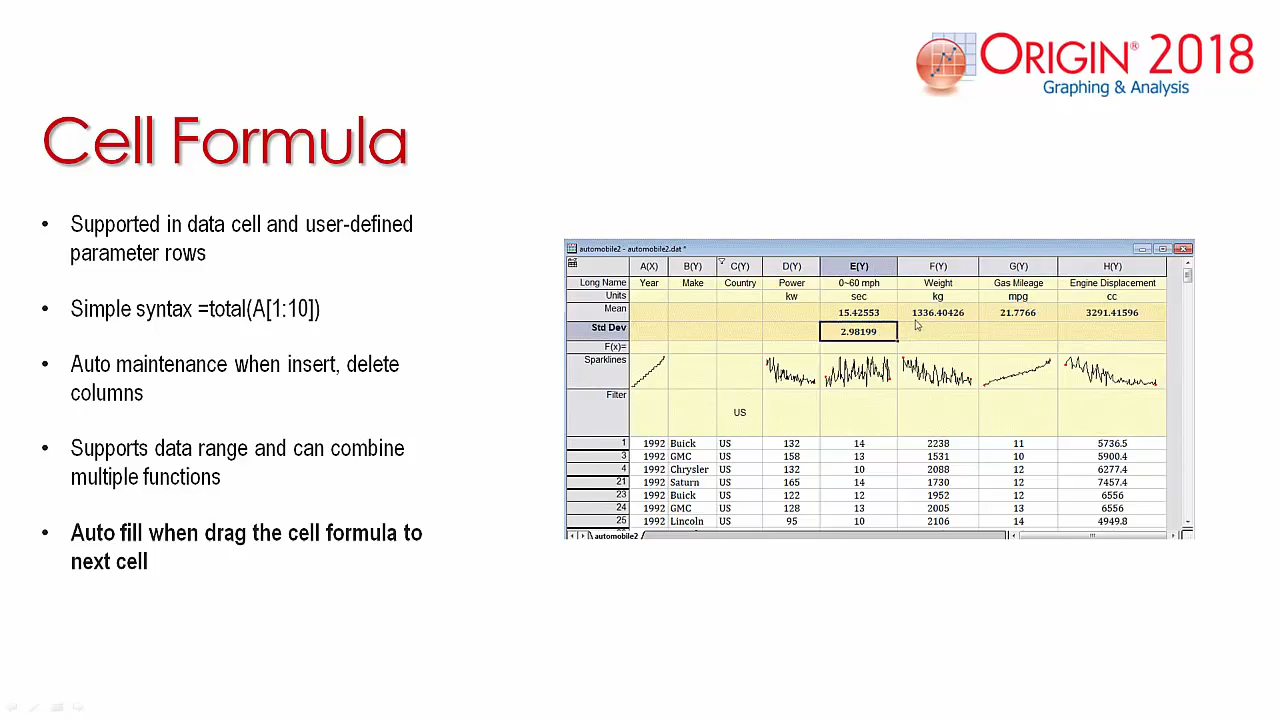 ORIGIN® 2018
Graphing & Analysis
Cell Formula
• Supported in data cell and user-defined
parameter rows
• Simple syntax =total(A[1:10])
• Auto maintenance when insert, delete
columns
• Supports data range and can combine
multiple functions
• Auto fill when drag the cell formula to
next cell
automobile2 - automobile2.dat *
A(X) B(Y) C(Y) D(Y) E(Y) F(Y) G(Y) H(Y)
Long Name Year Make Country Power 0~60 mph Weight Gas Mileage Engine Displacement
Units kw sec kg mpg cc
Mean 15.42553 1336.40426 21.7766 3291.41596
Std Dev 2.98199
F(x)=
Sparklines
Filter
US
1 1992 Buick US 132 14 2238 11 5736.5
3 1992 GMC US 158 13 1531 10 5900.4
4 1992 Chrysler US 132 10 2088 12 6277.4
21 1992 Saturn US 165 14 1730 12 7457.4
23 1992 Buick US 122 12 1952 12 6556
24 1992 GMC US 128 13 2005 13 6556
25 1992 Lincoln US 95 10 2106 14 4949.8
automobile2